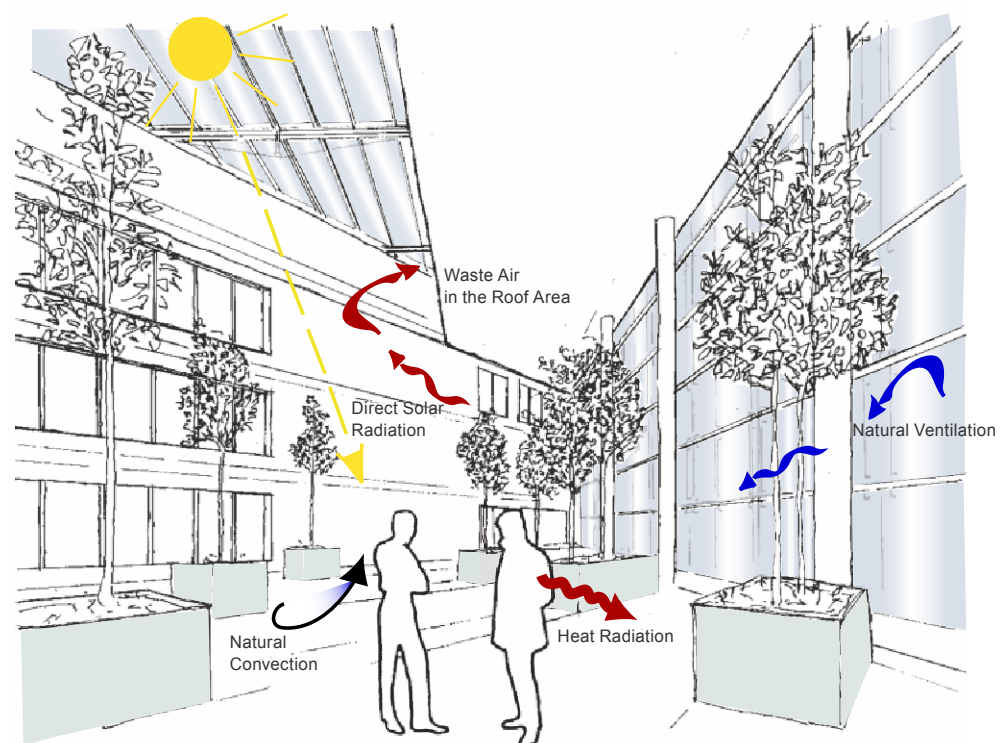 Waste Air
in the Roof Area
Direct Solar
Radiation
Natural Ventilation
Natural
Convection
Heat Radiation